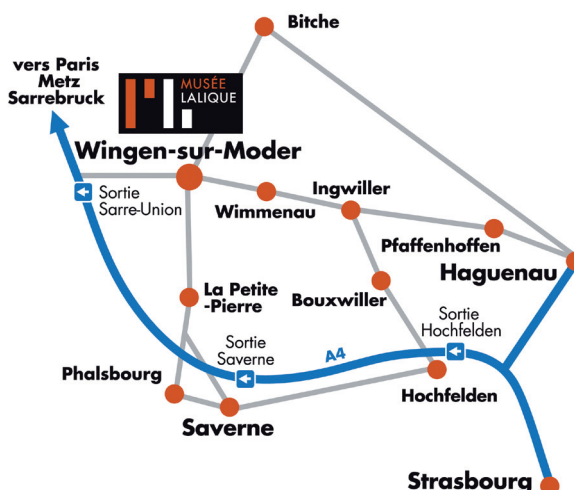 Bitche
vers Paris
Metz
Sarrebruck
MUSÉE
LALIQUE
Wingen-sur-Moder
Sortie
Sarre-Union
Wimmenau
Ingwiller
Pfaffenhoffen
Haguenau
La Petite
-Pierre
Bouxwiller
Sortie
Hochfelden
Sortie
Saverne
A4
Phalsbourg
Hochfelden
Saverne
Strasbourg